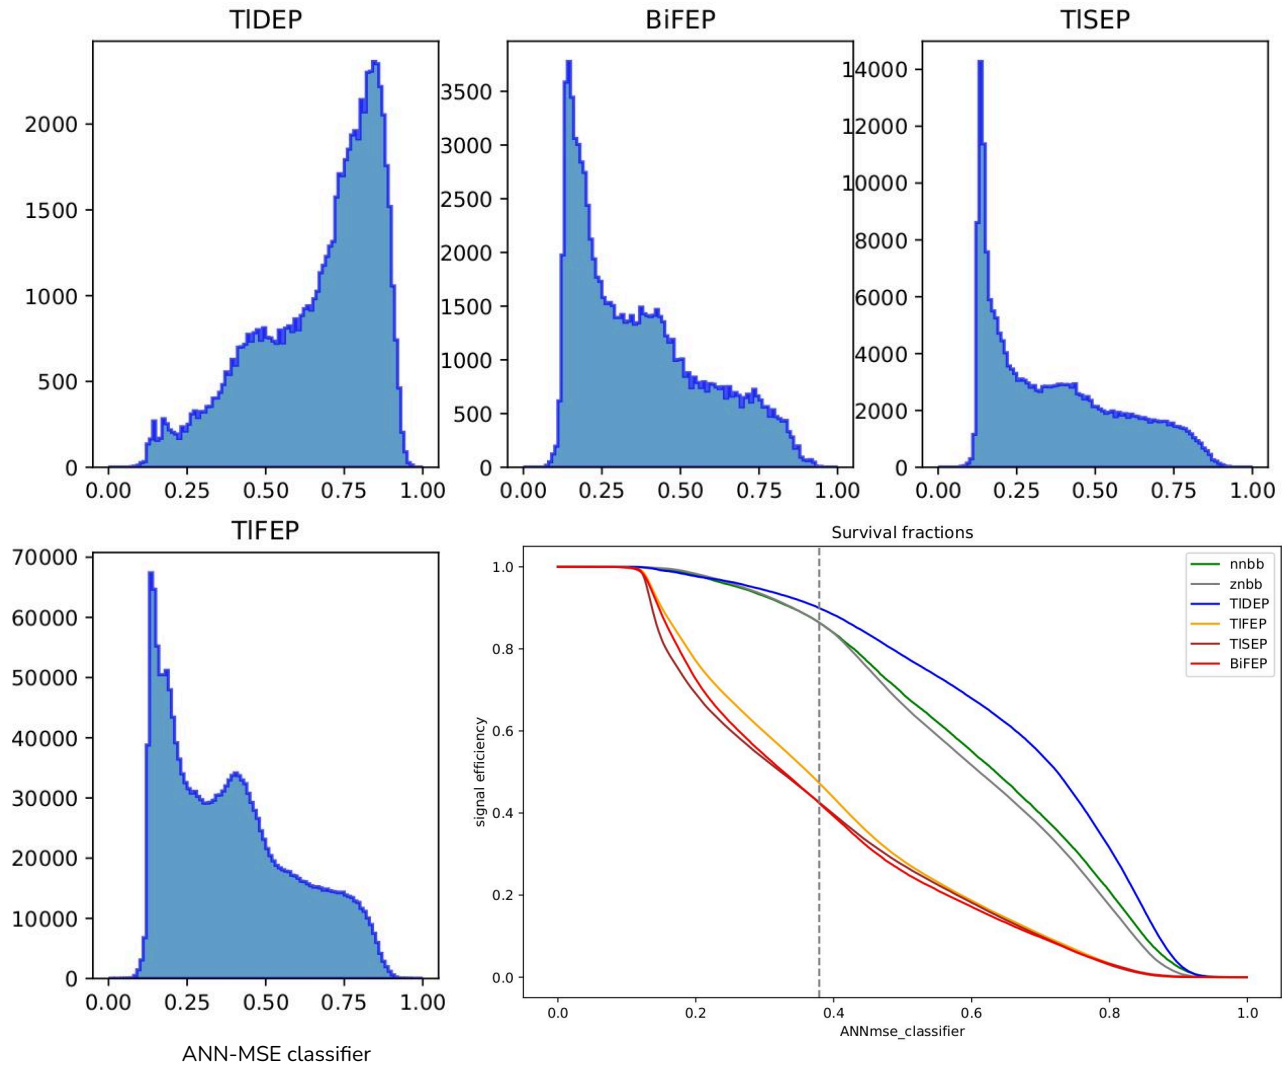 TlDEP
BiFEP
TlSEP
2000
1500
1000
500
0
0.00 0.25 0.50 0.75 1.00
3500
3000
2500
2000
1500
1000
500
0
0.00 0.25 0.50 0.75 1.00
14000
12000
10000
8000
6000
4000
2000
0
0.00 0.25 0.50 0.75 1.00
TlFEP
70000
60000
50000
40000
30000
20000
10000
0
0.00 0.25 0.50 0.75 1.00
ANN-MSE classifier
Survival fractions
signal efficiency
1.0
0.8
0.6
0.4
0.2
0.0
nnbb
znbb
TlDEP
TlFEP
TlSEP
BiFEP
0.0 0.2 0.4 0.6 0.8 1.0
ANNmse_classifier